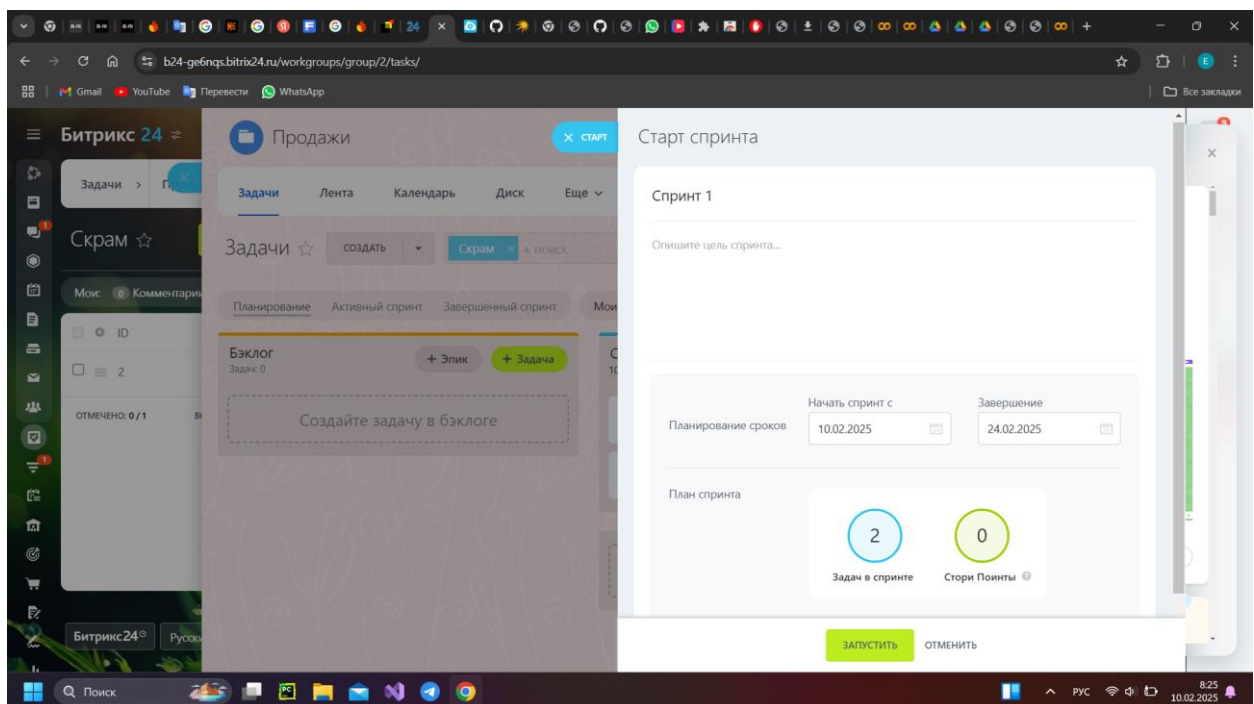 24
b24-ge6nqs.bitrix24.ru/workgroups/group/2/tasks/
Gmail YouTube Перевести WhatsApp Все закладки
Битрикс 24
Продажи
СТАРТ
Старт спринта
Задачи >
Задачи Лента Календарь Диск Еще
Спринт 1
Скрам
Задачи СОЗДАТЬ Скрам × + поиск
Опишите цель спринта...
Мои: 0 Комментарии
Планирование Активный спринт Завершенный спринт Мои
ID
Бэклог
Задач: 0
+ Эпик + Задача
2
Создайте задачу в бэклоге
ОТМЕЧЕНО: 0 / 1
Начать спринт с Завершение
Планирование сроков 10.02.2025 24.02.2025
План спринта
2 0
Задач в спринте Стори Поинты
Битрикс24
ЗАПУСТИТЬ ОТМЕНИТЬ
Поиск
РУС
8:25
10.02.2025